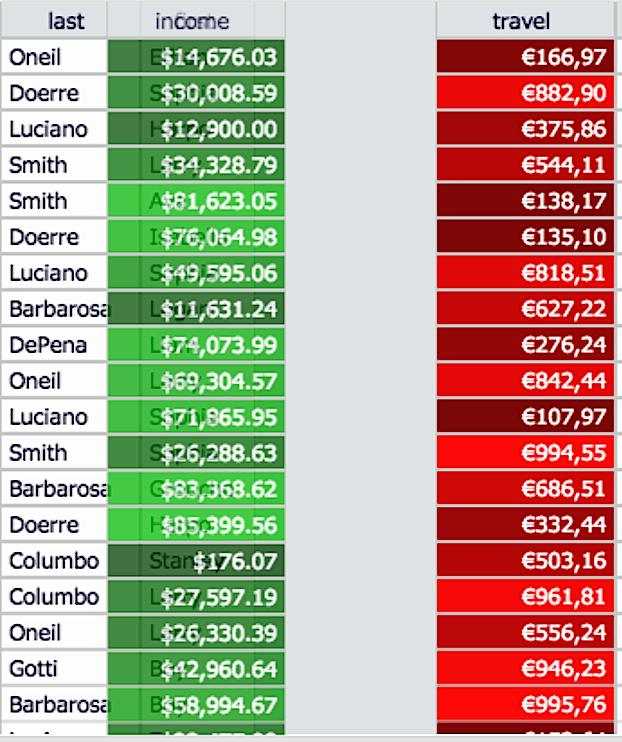 last income travel
Oneil $14,676.03 €166,97
Doerre $30,008.59 €882,90
Luciano $12,900.00 €375,86
Smith $34,328.79 €544,11
Smith $81,623.05 €138,17
Doerre $76,064.98 €135,10
Luciano $49,595.06 €818,51
Barbarosa $11,631.24 €627,22
DePena $74,073.99 €276,24
Oneil $69,304.57 €842,44
Luciano $71,865.95 €107,97
Smith $26,288.63 €994,55
Barbarosa $83,368.62 €686,51
Doerre $85,399.56 €332,44
Columbo $176.07 €503,16
Columbo $27,597.19 €961,81
Oneil $26,330.39 €556,24
Gotti $42,960.64 €946,23
Barbarosa $58,994.67 €995,76